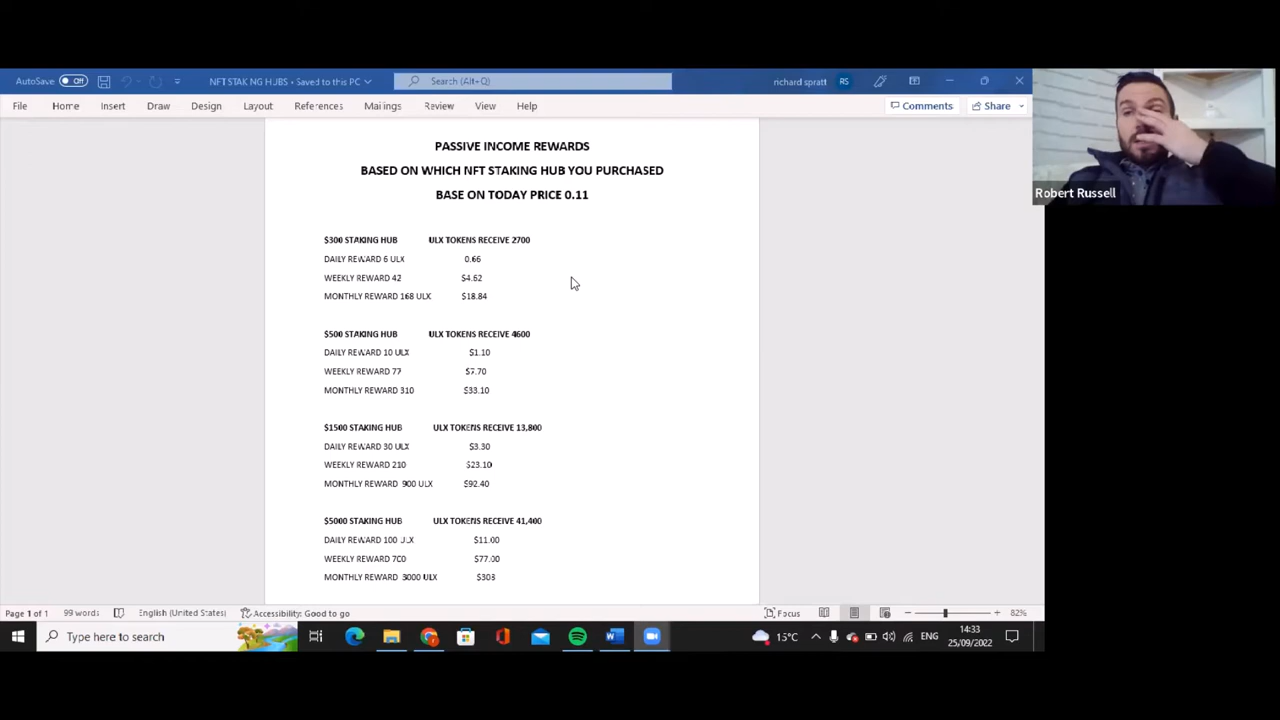 AutoSave Off NFT STAKING HUBS • Saved to this PC Search (Alt+Q) richard spratt RS
File Home Insert Draw Design Layout References Mailings Review View Help Comments Share
Robert Russell
PASSIVE INCOME REWARDS
BASED ON WHICH NFT STAKING HUB YOU PURCHASED
BASE ON TODAY PRICE 0.11
$300 STAKING HUB ULX TOKENS RECEIVE 2700
DAILY REWARD 6 ULX 0.66
WEEKLY REWARD 42 $4.62
MONTHLY REWARD 168 ULX $18.84
$500 STAKING HUB ULX TOKENS RECEIVE 4600
DAILY REWARD 10 ULX $1.10
WEEKLY REWARD 77 $7.70
MONTHLY REWARD 310 $33.10
$1500 STAKING HUB ULX TOKENS RECEIVE 13,800
DAILY REWARD 30 ULX $3.30
WEEKLY REWARD 210 $23.10
MONTHLY REWARD 900 ULX $92.40
$5000 STAKING HUB ULX TOKENS RECEIVE 41,400
DAILY REWARD 100 ULX $11.00
WEEKLY REWARD 700 $77.00
MONTHLY REWARD 3000 ULX $303
Page 1 of 1 99 words English (United States) Accessibility: Good to go Focus 82%
Type here to search 15°C ENG 14:33
25/09/2022